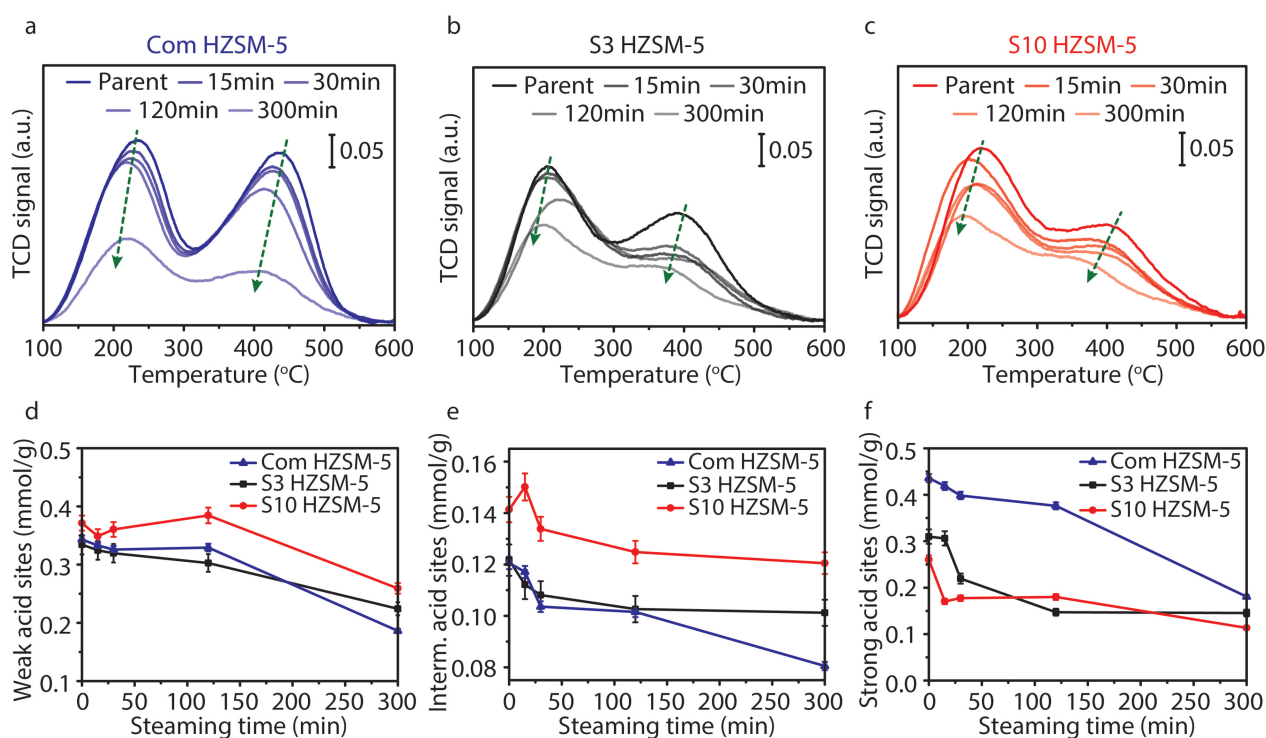 a
Com HZSM-5
Parent 15min 30min
120min 300min
0.05
TCD signal (a.u.)
100 200 300 400 500 600
Temperature (°C)
b
S3 HZSM-5
Parent 15min 30min
120min 300min
0.05
TCD signal (a.u.)
100 200 300 400 500 600
Temperature (°C)
c
S10 HZSM-5
Parent 15min 30min
120min 300min
0.05
TCD signal (a.u.)
100 200 300 400 500 600
Temperature (°C)
d
Com HZSM-5
S3 HZSM-5
S10 HZSM-5
Weak acid sites (mmol/g)
0.5
0.4
0.3
0.2
0.1
0 50 100 150 200 250 300
Steaming time (min)
e
Com HZSM-5
S3 HZSM-5
S10 HZSM-5
Interm. acid sites (mmol/g)
0.16
0.14
0.12
0.10
0.08
0 50 100 150 200 250 300
Steaming time (min)
f
Com HZSM-5
S3 HZSM-5
S10 HZSM-5
Strong acid sites (mmol/g)
0.5
0.4
0.3
0.2
0.1
0.0
0 50 100 150 200 250 300
Steaming time (min)